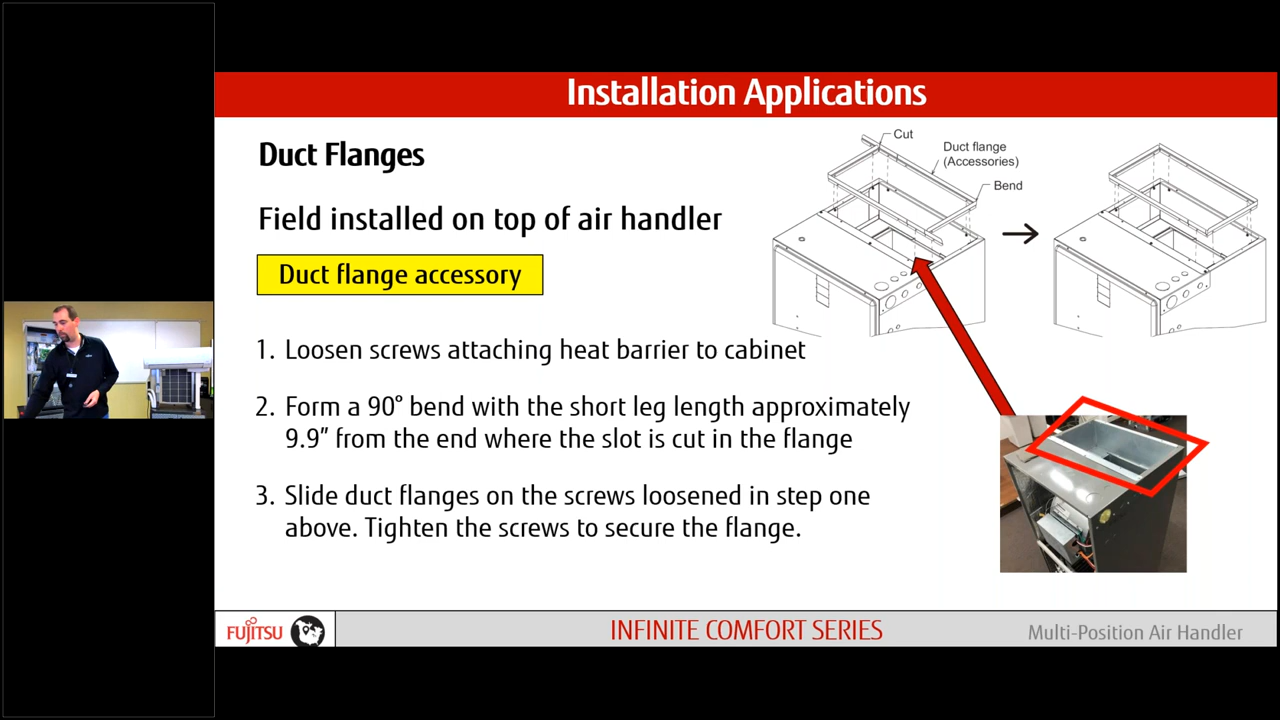 Installation Applications
Duct Flanges
Field installed on top of air handler
Duct flange accessory
1. Loosen screws attaching heat barrier to cabinet
2. Form a 90° bend with the short leg length approximately
9.9” from the end where the slot is cut in the flange
3. Slide duct flanges on the screws loosened in step one
above. Tighten the screws to secure the flange.
Cut
Duct flange
(Accessories)
Bend
FUJITSU
INFINITE COMFORT SERIES
Multi-Position Air Handler